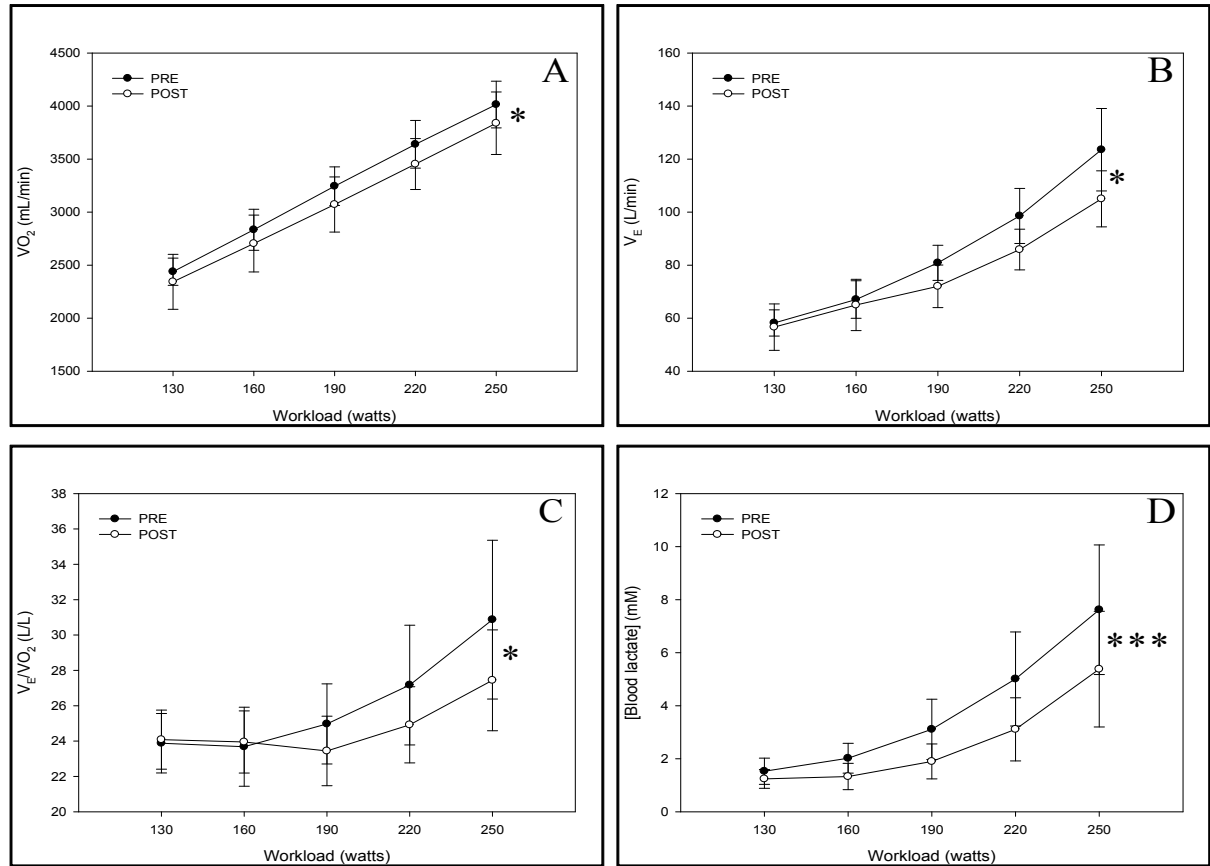 A
4500
4000
3500
3000
2500
2000
1500
VO2 (mL/min)
PRE
POST
*
130 160 190 220 250
Workload (watts)
B
160
140
120
100
80
60
40
VE (L/min)
PRE
POST
*
130 160 190 220 250
Workload (watts)
C
38
36
34
32
30
28
26
24
22
20
VE/VO2 (L/L)
PRE
POST
*
130 160 190 220 250
Workload (watts)
D
12
10
8
6
4
2
0
[Blood lactate] (mM)
PRE
POST
***
130 160 190 220 250
Workload (watts)